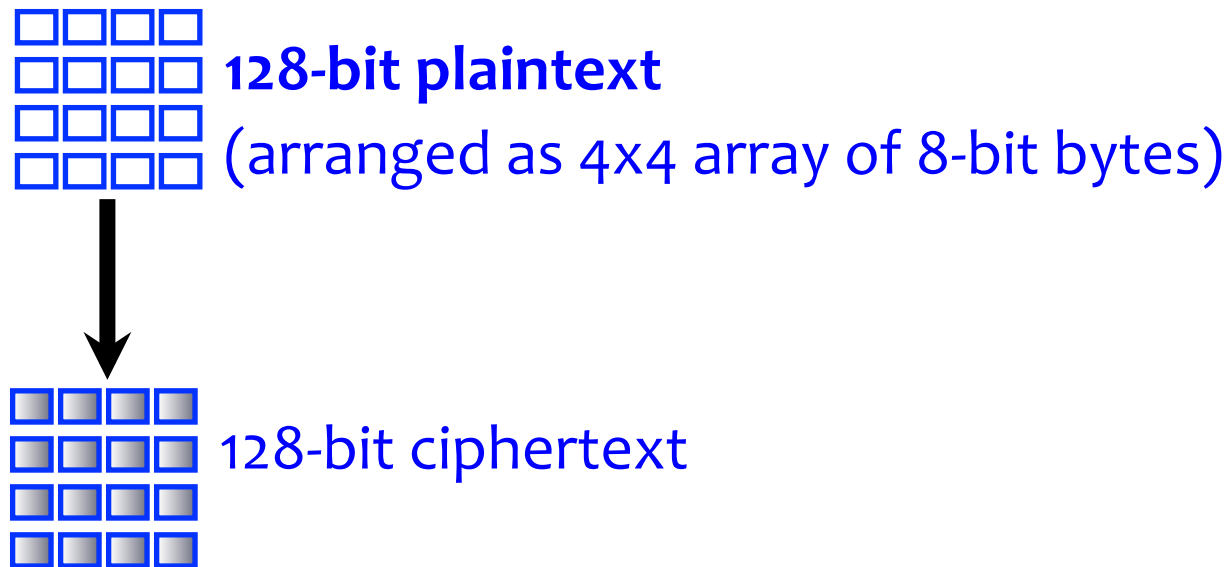 128-bit plaintext
(arranged as 4x4 array of 8-bit bytes)
128-bit ciphertext